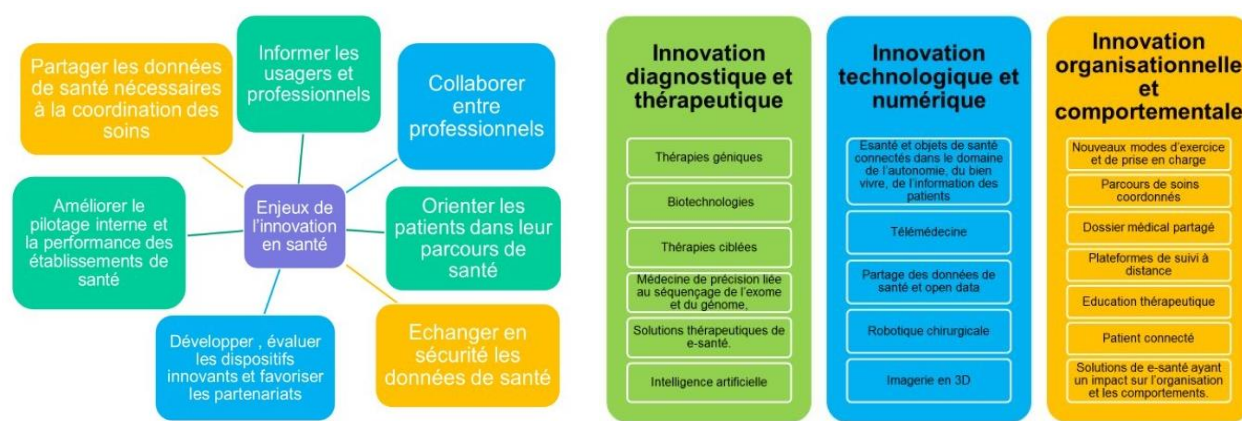 Partager les données
de santé nécessaires
à la coordination des
soins
Informer les
usagers et
professionnels
Collaborer
entre
professionnels
Améliorer le
pilotage interne et
la performance des
établissements de
santé
Enjeux de
l'innovation
en santé
Orienter les
patients dans leur
parcours de
santé
Développer , évaluer
les dispositifs
innovants et favoriser
les partenariats
Echanger en
sécurité les
données de santé
Innovation
diagnostique et
thérapeutique
Thérapies géniques
Biotechnologies
Thérapies ciblées
Médecine de précision liée
au séquençage de l'exome
et du génome,
Solutions thérapeutiques de
e-santé.
Intelligence artificielle
Innovation
technologique et
numérique
Esanté et objets de santé
connectés dans le domaine
de l'autonomie, du bien
vivre, de l'information des
patients
Télémédecine
Partage des données de
santé et open data
Robotique chirurgicale
Imagerie en 3D
Innovation
organisationnelle
et
comportementale
Nouveaux modes d'exercice
et de prise en charge
Parcours de soins
coordonnés
Dossier médical partagé
Plateformes de suivi à
distance
Education thérapeutique
Patient connecté
Solutions de e-santé ayant
un impact sur l'organisation
et les comportements.